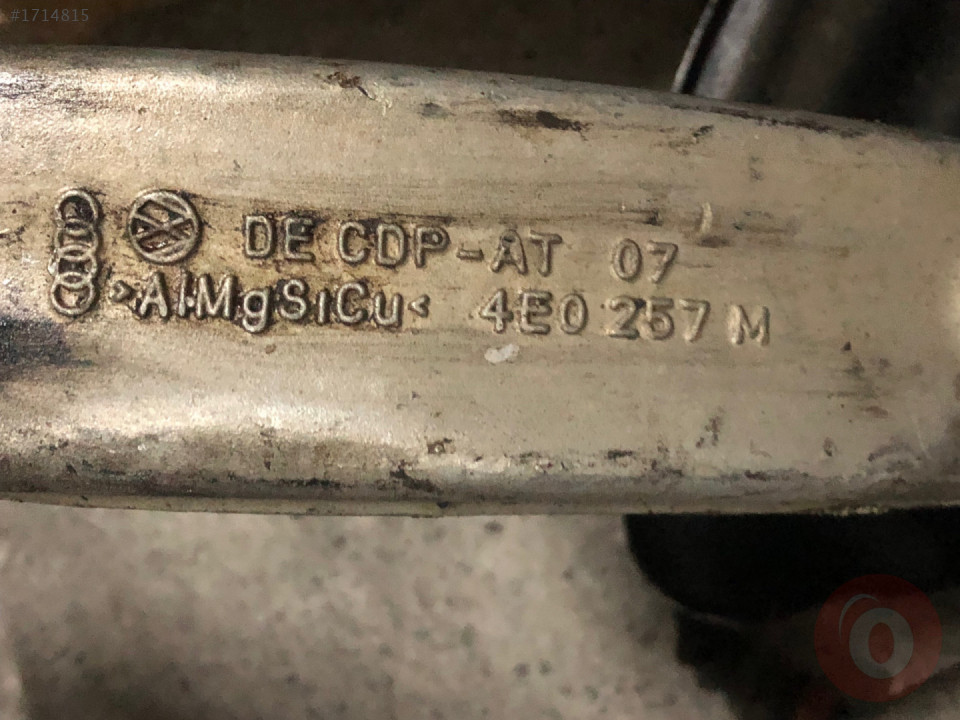 #1714815
DE CDP-AT 07
>AlMgSiCu< 4E0 257 M
O